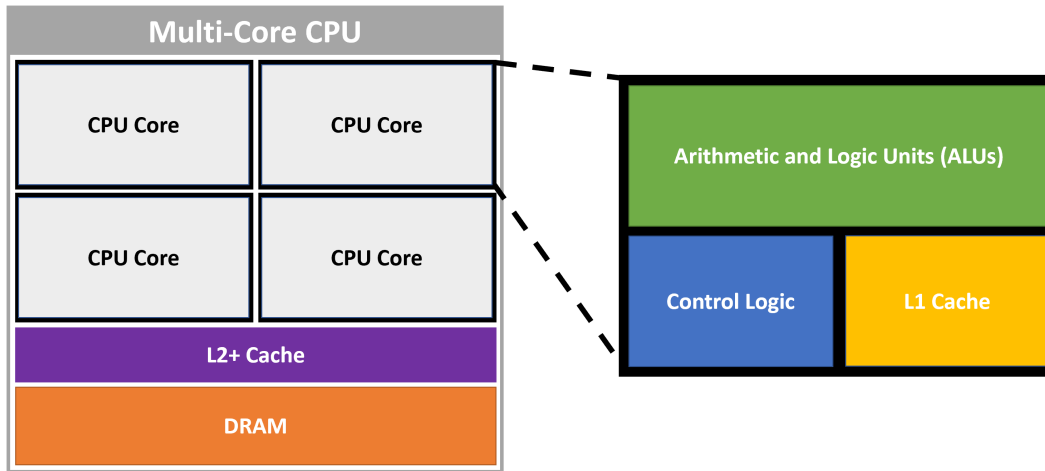 Multi-Core CPU
CPU Core
CPU Core
CPU Core
CPU Core
L2+ Cache
DRAM
Arithmetic and Logic Units (ALUs)
Control Logic
L1 Cache